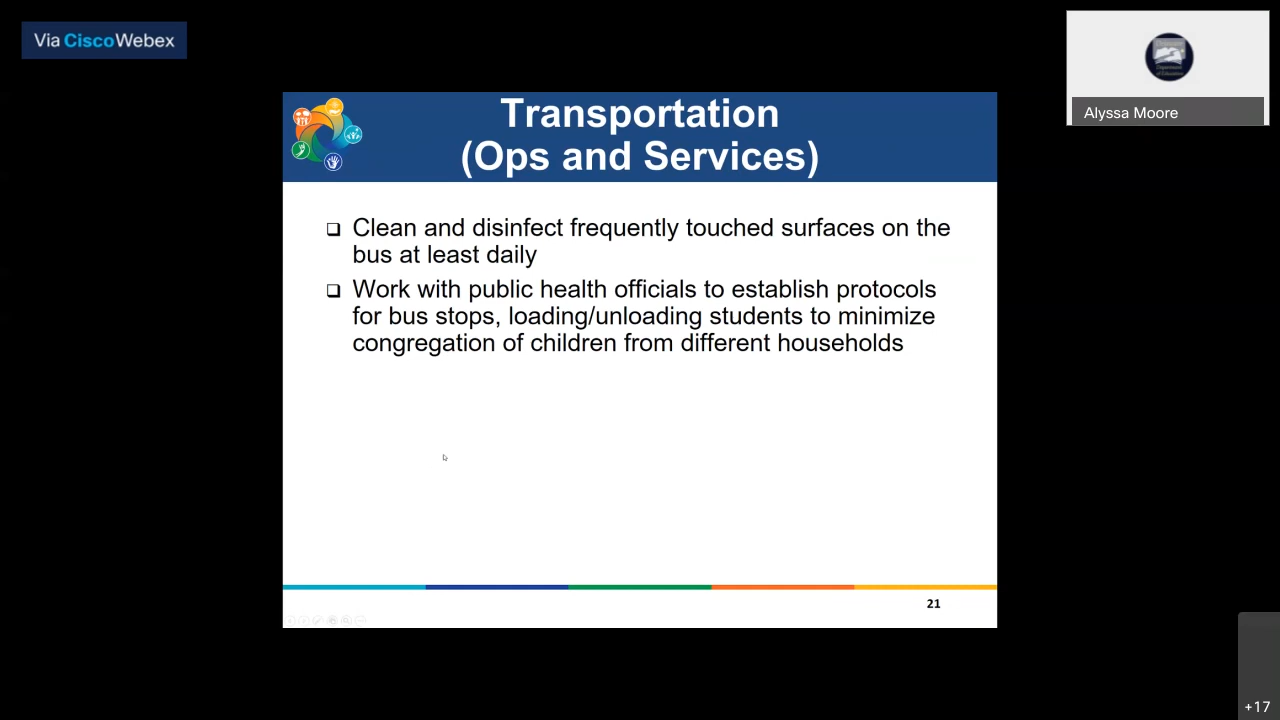 Via Cisco Webex
Alyssa Moore
Transportation
(Ops and Services)
❑ Clean and disinfect frequently touched surfaces on the
bus at least daily
❑ Work with public health officials to establish protocols
for bus stops, loading/unloading students to minimize
congregation of children from different households
21
+17